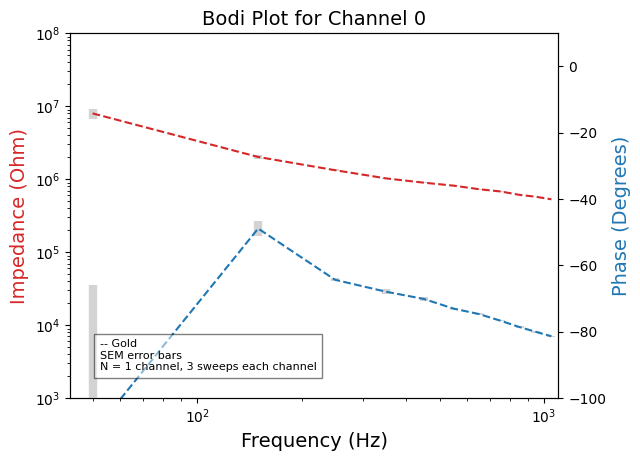 Bodi Plot for Channel 0
Impedance (Ohm)
10^8
10^7
10^6
10^5
10^4
10^3
-- Gold
SEM error bars
N = 1 channel, 3 sweeps each channel
10^2
10^3
Frequency (Hz)
0
−20
−40
−60
−80
−100
Phase (Degrees)